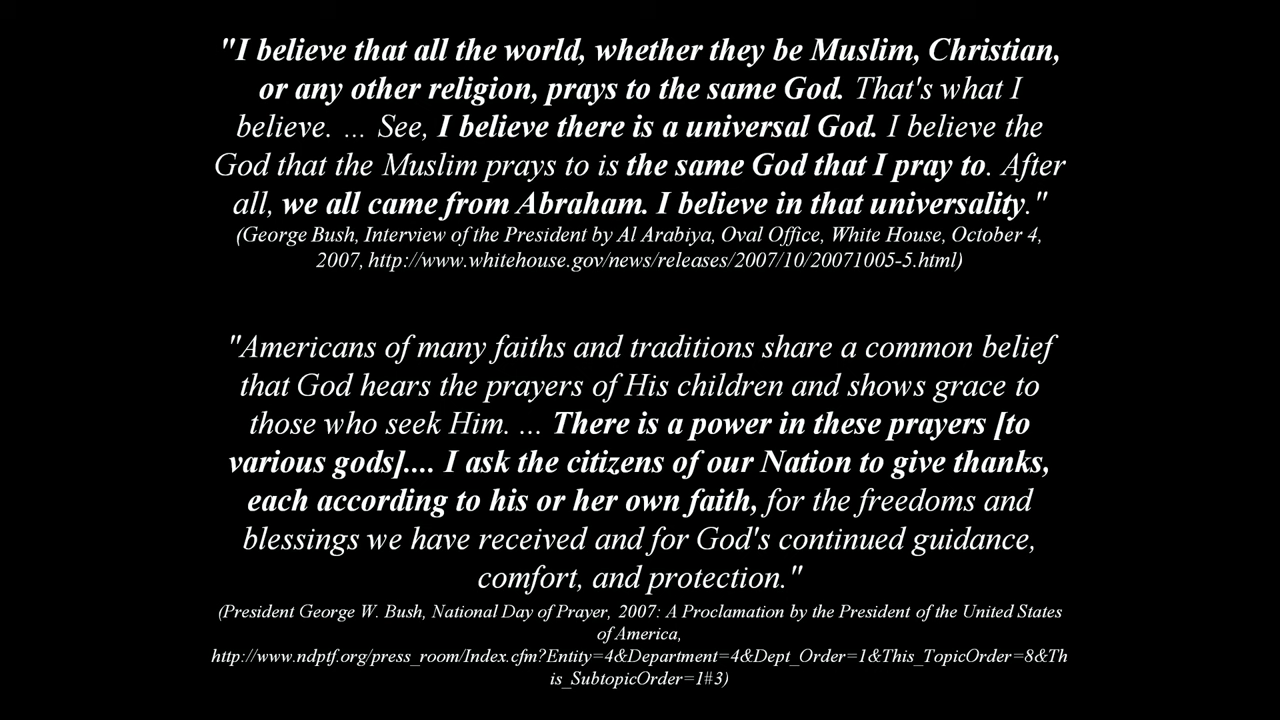 "I believe that all the world, whether they be Muslim, Christian,
or any other religion, prays to the same God. That's what I
believe. ... See, I believe there is a universal God. I believe the
God that the Muslim prays to is the same God that I pray to. After
all, we all came from Abraham. I believe in that universality."
(George Bush, Interview of the President by Al Arabiya, Oval Office, White House, October 4,
2007, http://www.whitehouse.gov/news/releases/2007/10/20071005-5.html)
"Americans of many faiths and traditions share a common belief
that God hears the prayers of His children and shows grace to
those who seek Him. ... There is a power in these prayers [to
various gods].... I ask the citizens of our Nation to give thanks,
each according to his or her own faith, for the freedoms and
blessings we have received and for God's continued guidance,
comfort, and protection."
(President George W. Bush, National Day of Prayer, 2007: A Proclamation by the President of the United States
of America,
http://www.ndptf.org/press_room/Index.cfm?Entity=4&Department=4&Dept_Order=1&This_TopicOrder=8&Th
is_SubtopicOrder=1#3)